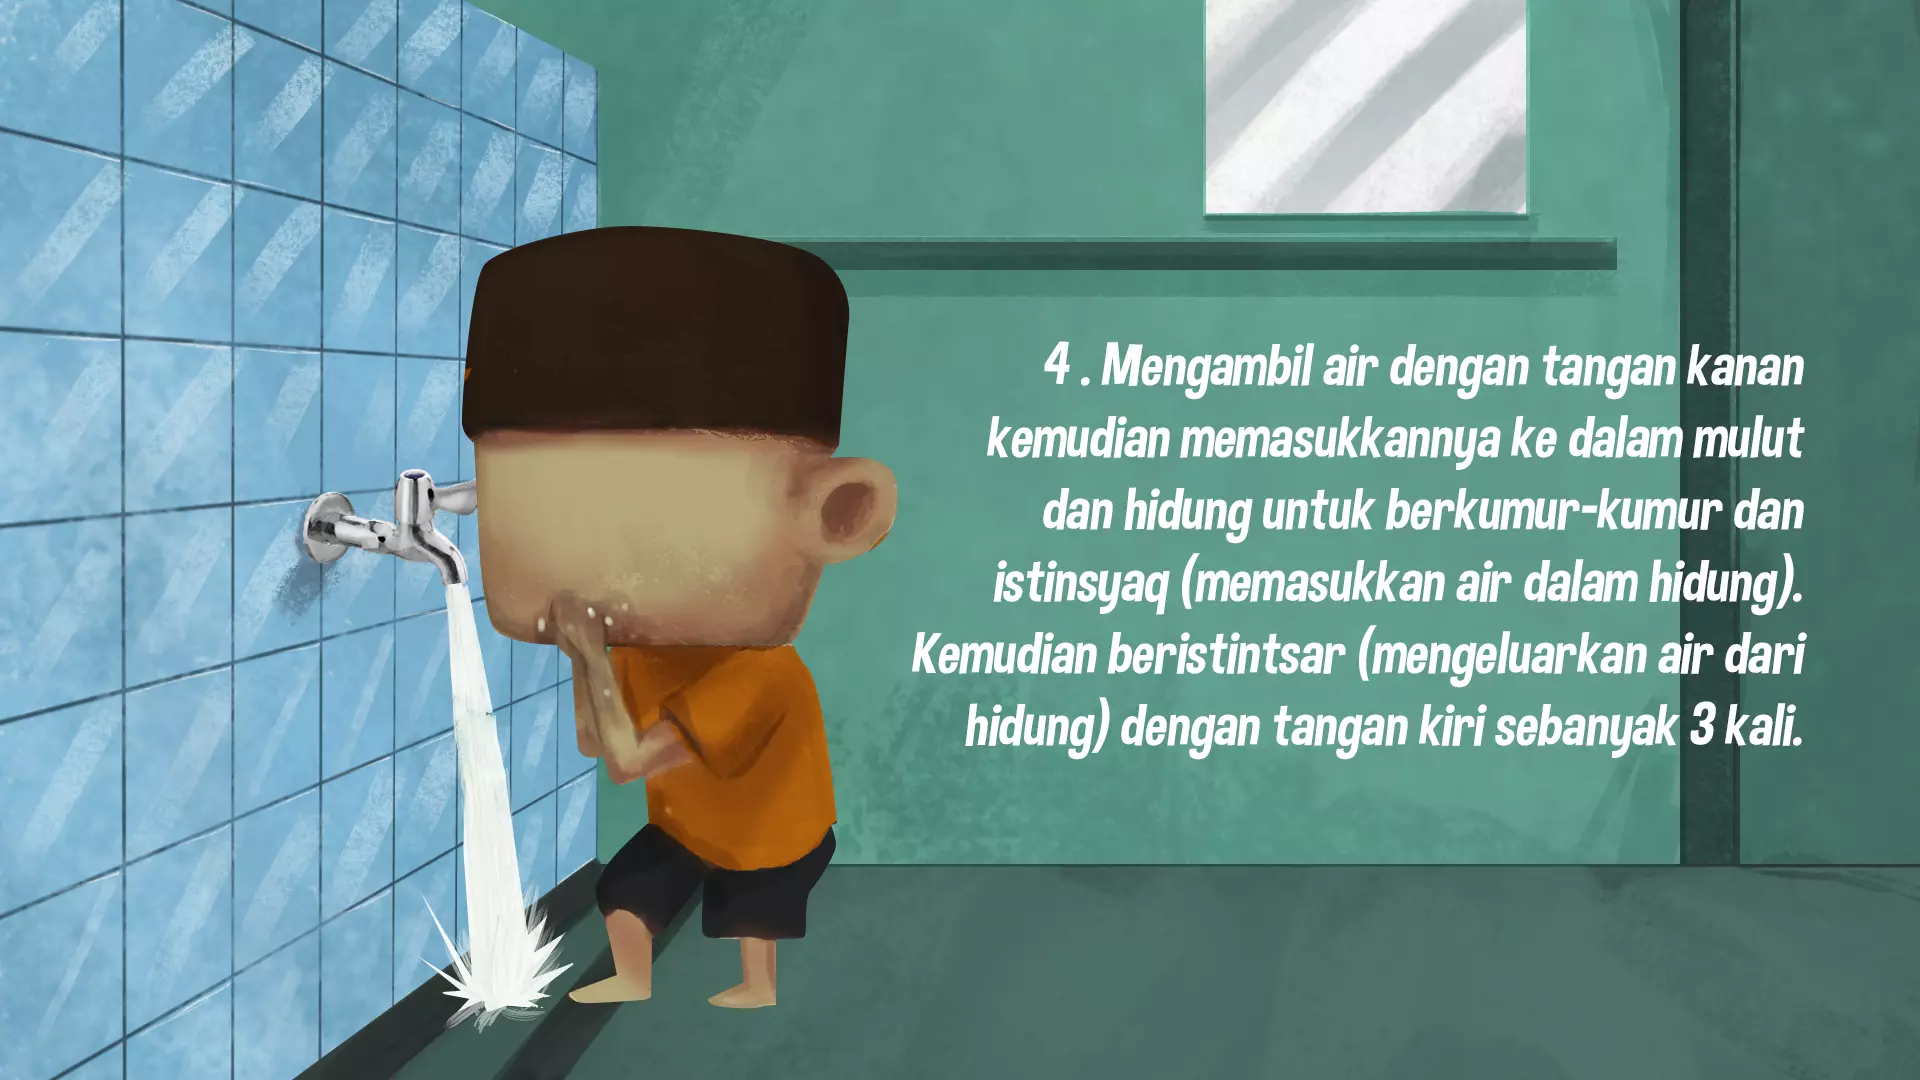 4 . Mengambil air dengan tangan kanan
kemudian memasukkannya ke dalam mulut
dan hidung untuk berkumur-kumur dan
istinsyaq (memasukkan air dalam hidung).
Kemudian beristintsar (mengeluarkan air dari
hidung) dengan tangan kiri sebanyak 3 kali.